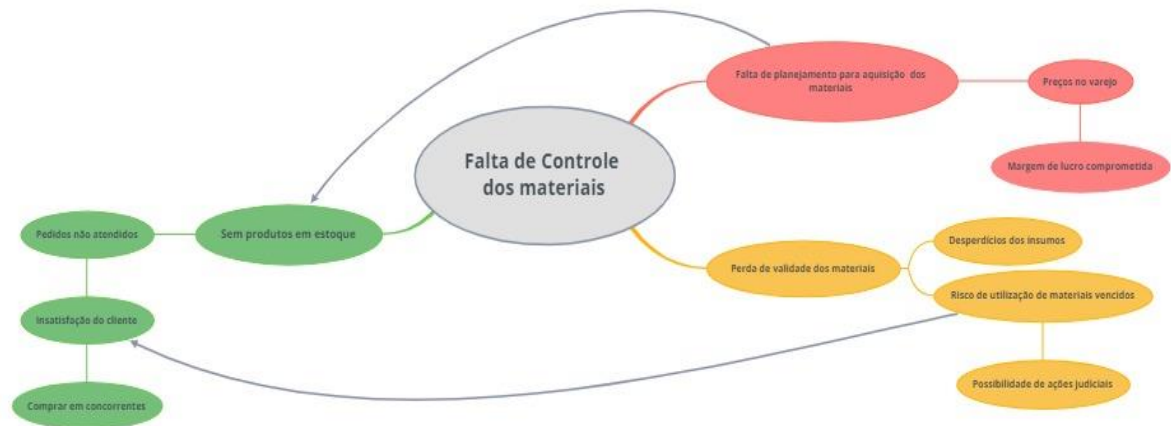 Falta de planejamento para aquisição dos
materiais
Preços no varejo
Margem de lucro comprometida
Falta de Controle
dos materiais
Sem produtos em estoque
Pedidos não atendidos
Insatisfação do cliente
Comprar em concorrentes
Perda de validade dos materiais
Desperdícios dos insumos
Risco de utilização de materiais vencidos
Possibilidade de ações judiciais